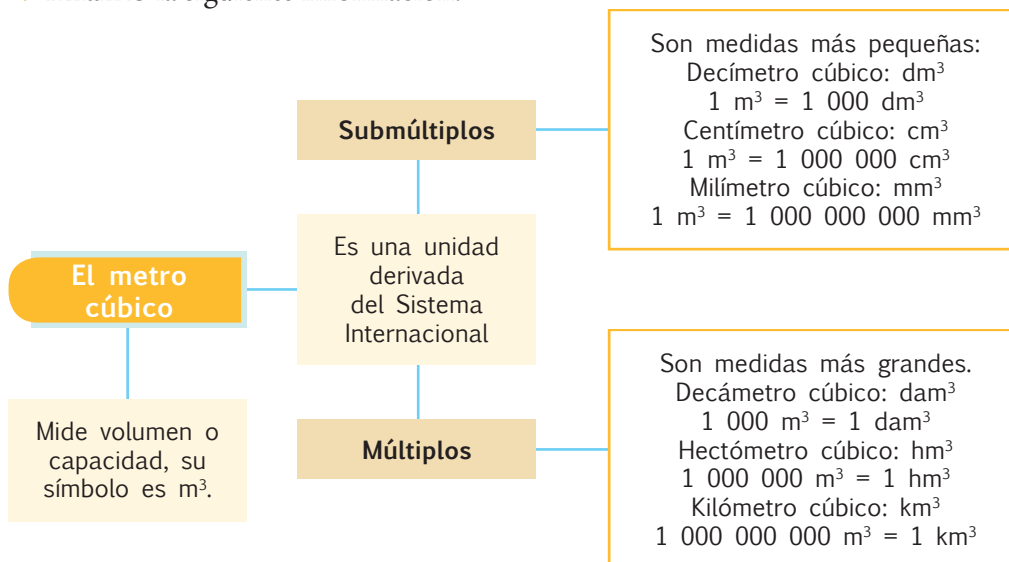 Son medidas más pequeñas:
Decímetro cúbico: dm³
1 m³ = 1 000 dm³
Centímetro cúbico: cm³
1 m³ = 1 000 000 cm³
Milímetro cúbico: mm³
1 m³ = 1 000 000 000 mm³
Submúltiplos
Es una unidad
derivada
del Sistema
Internacional
El metro
cúbico
Mide volumen o
capacidad, su
símbolo es m³.
Múltiplos
Son medidas más grandes.
Decámetro cúbico: dam³
1 000 m³ = 1 dam³
Hectómetro cúbico: hm³
1 000 000 m³ = 1 hm³
Kilómetro cúbico: km³
1 000 000 000 m³ = 1 km³